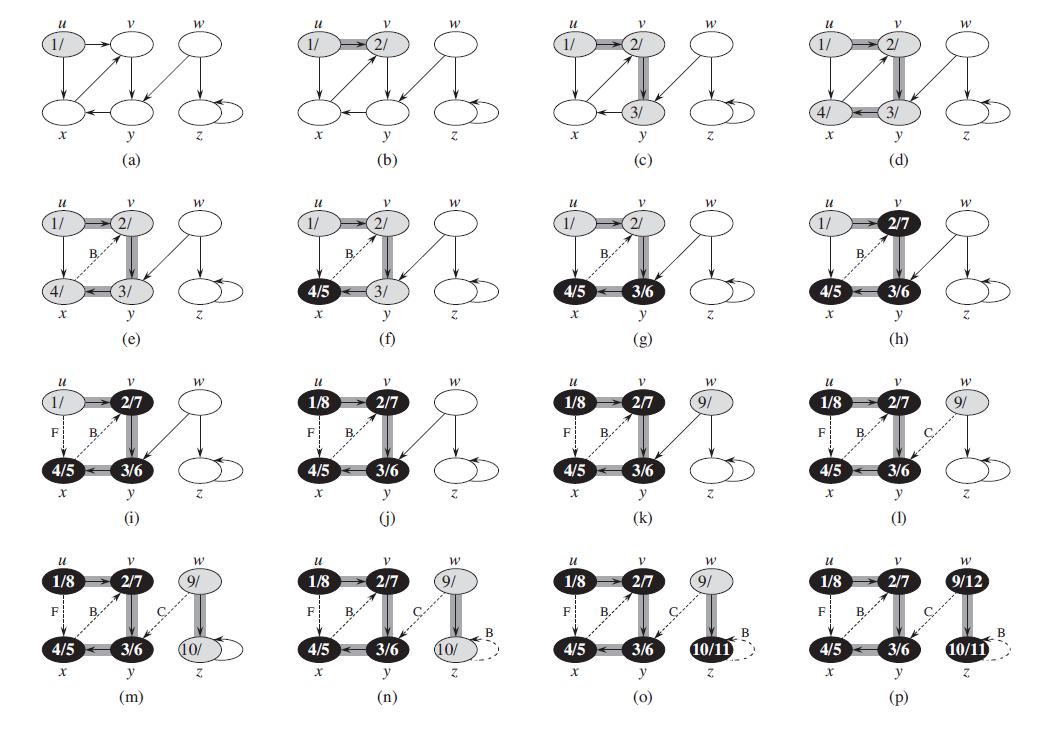 u v w u v w u v w u v w
1/ 1/ 2/ 1/ 2/ 1/ 2/
3/ 4/ 3/
x y z x y z x y z x y z
(a) (b) (c) (d)
u v w u v w u v w u v w
1/ 2/ 1/ 2/ 1/ 2/ 1/ 2/7
B B B B
4/ 3/ 4/5 3/ 4/5 3/6 4/5 3/6
x y z x y z x y z x y z
(e) (f) (g) (h)
u v w u v w u v w u v w
1/ 2/7 1/8 2/7 1/8 2/7 9/ 1/8 2/7 9/
F B F B F B F B C
4/5 3/6 4/5 3/6 4/5 3/6 4/5 3/6
x y z x y z x y z x y z
(i) (j) (k) (l)
u v w u v w u v w u v w
1/8 2/7 9/ 1/8 2/7 9/ 1/8 2/7 9/ 1/8 2/7 9/12
F B C F B C F B C F B C
B B B
4/5 3/6 10/ 4/5 3/6 10/ 4/5 3/6 10/11 4/5 3/6 10/11
x y z x y z x y z x y z
(m) (n) (o) (p)